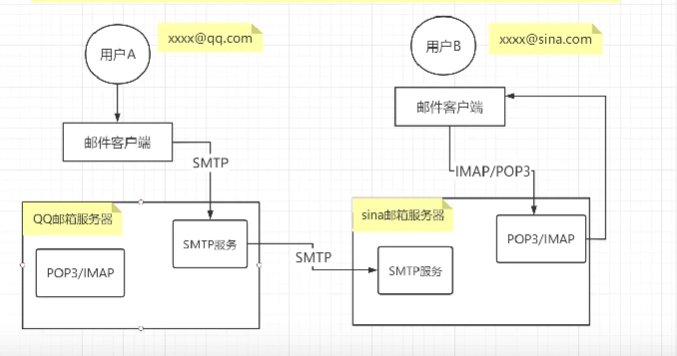 用户A
xxxx@qq.com
用户B
xxxx@sina.com
邮件客户端
邮件客户端
SMTP
IMAP/POP3
QQ邮箱服务器
SMTP服务
POP3/IMAP
SMTP
sina邮箱服务器
POP3/IMAP
SMTP服务